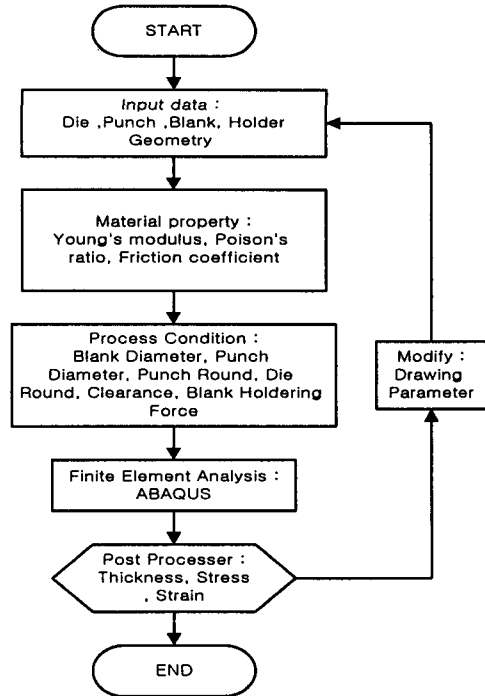 START
Input data :
Die ,Punch ,Blank, Holder
Geometry
Material property :
Young's modulus, Poison's
ratio, Friction coefficient
Process Condition :
Blank Diameter, Punch
Diameter, Punch Round, Die
Round, Clearance, Blank Holdering
Force
Modify :
Drawing
Parameter
Finite Element Analysis :
ABAQUS
Post Processer :
Thickness, Stress
, Strain
END